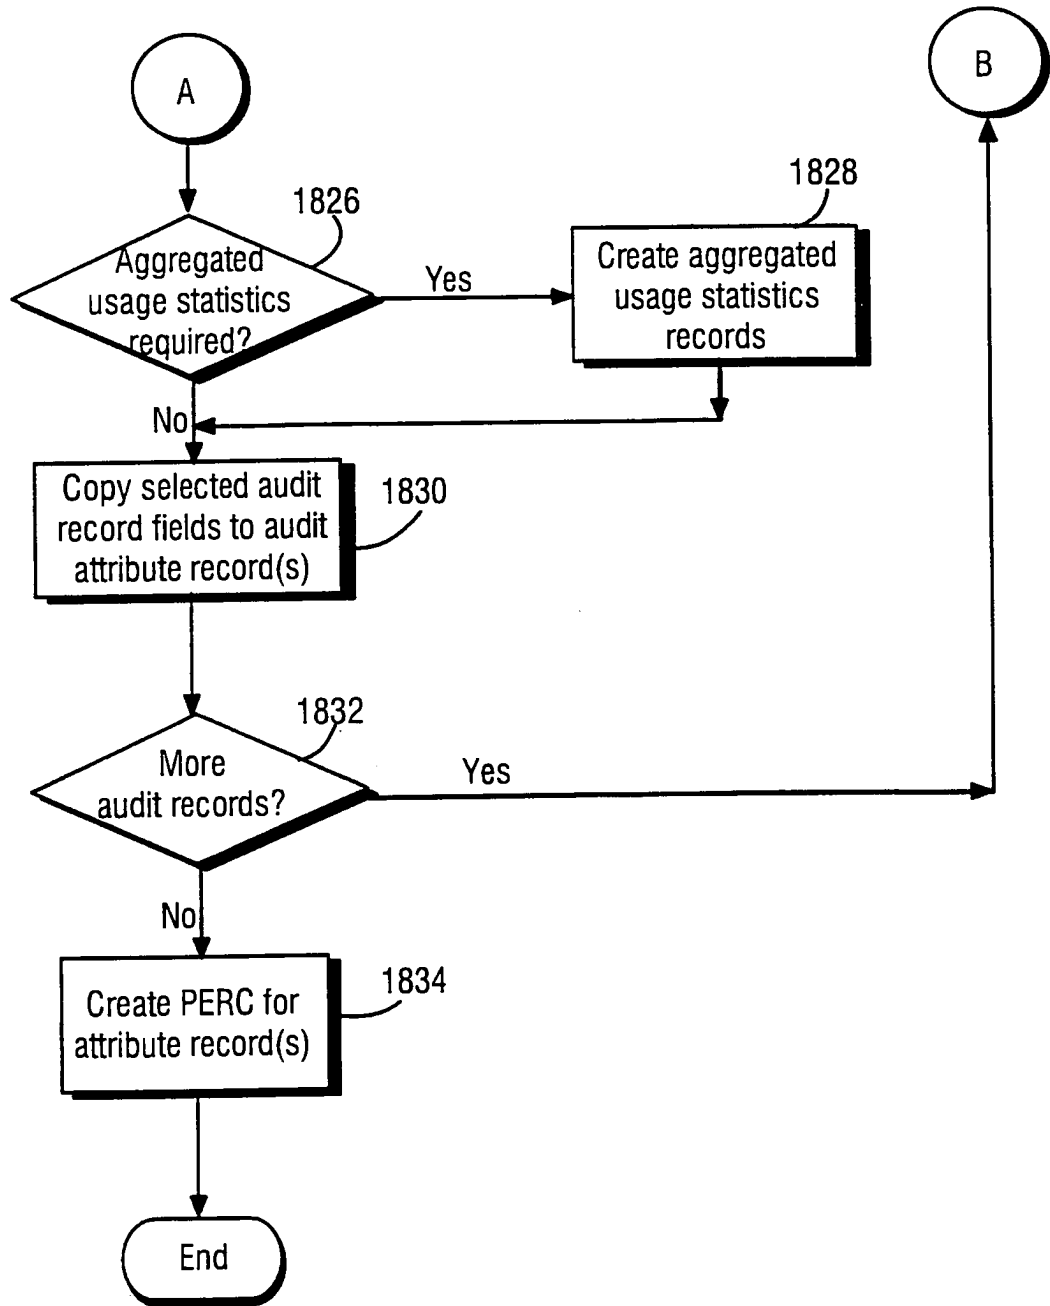 A
B
1826
1828
Aggregated
usage statistics
required?
Yes
Create aggregated
usage statistics
records
No
Copy selected audit
record fields to audit
attribute record(s)
1830
1832
More
audit records?
Yes
No
Create PERC for
attribute record(s)
1834
End